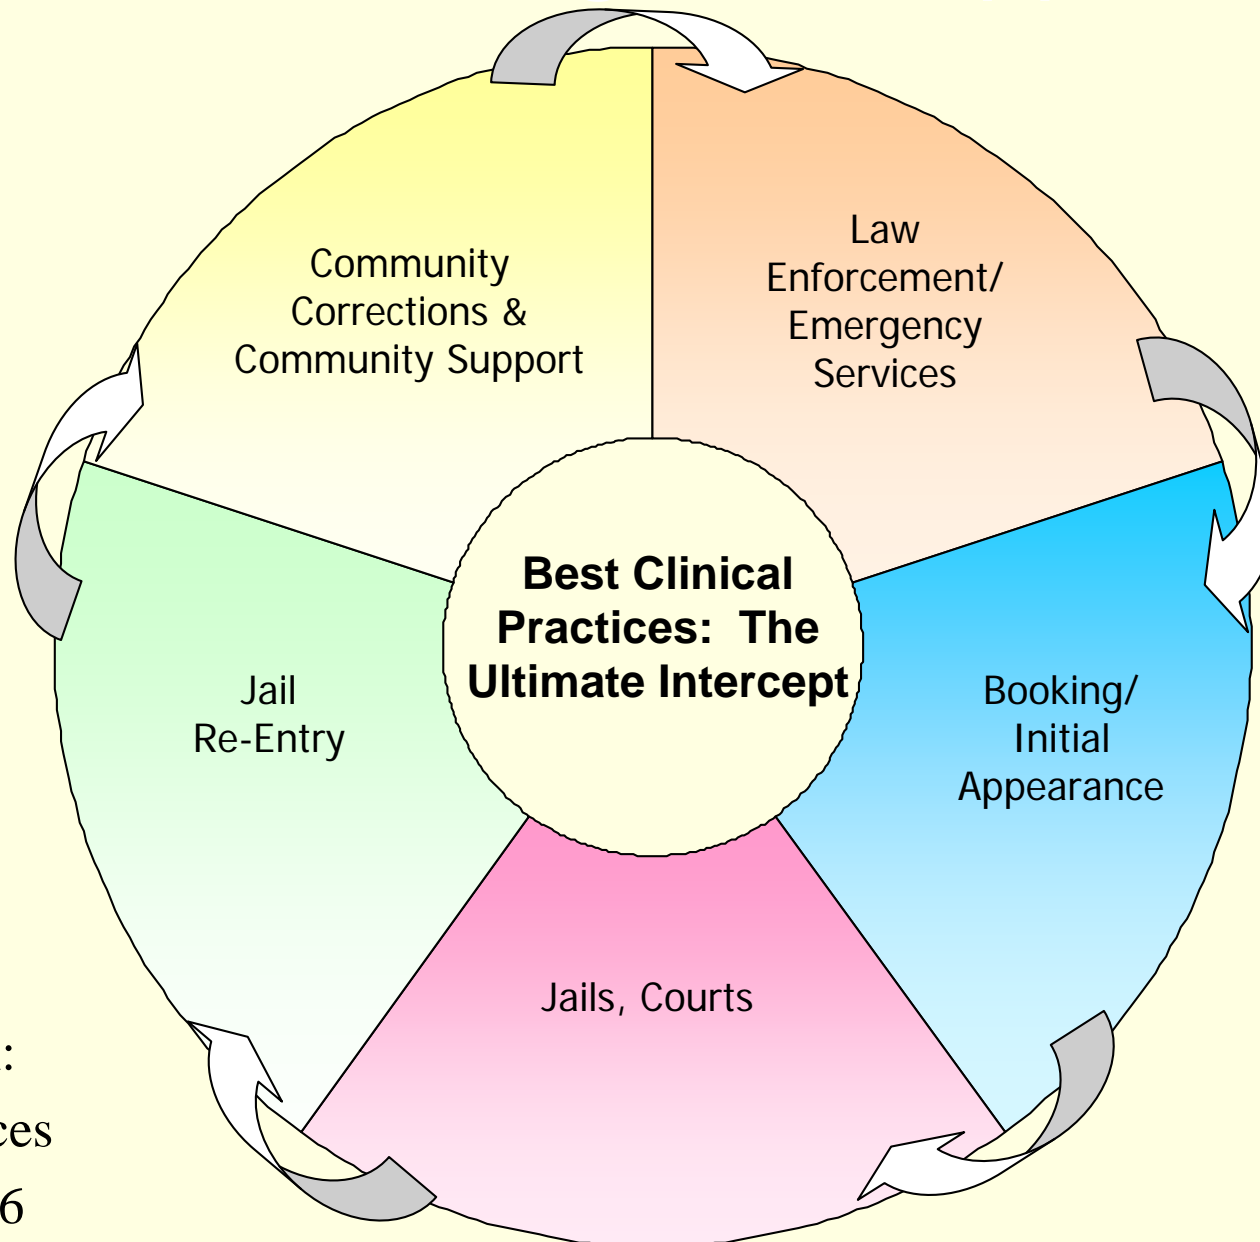 Community
Corrections &
Community Support
Law
Enforcement/
Emergency
Services
Best Clinical
Practices: The
Ultimate Intercept
Booking/
Initial
Appearance
Jails, Courts
Jail
Re-Entry